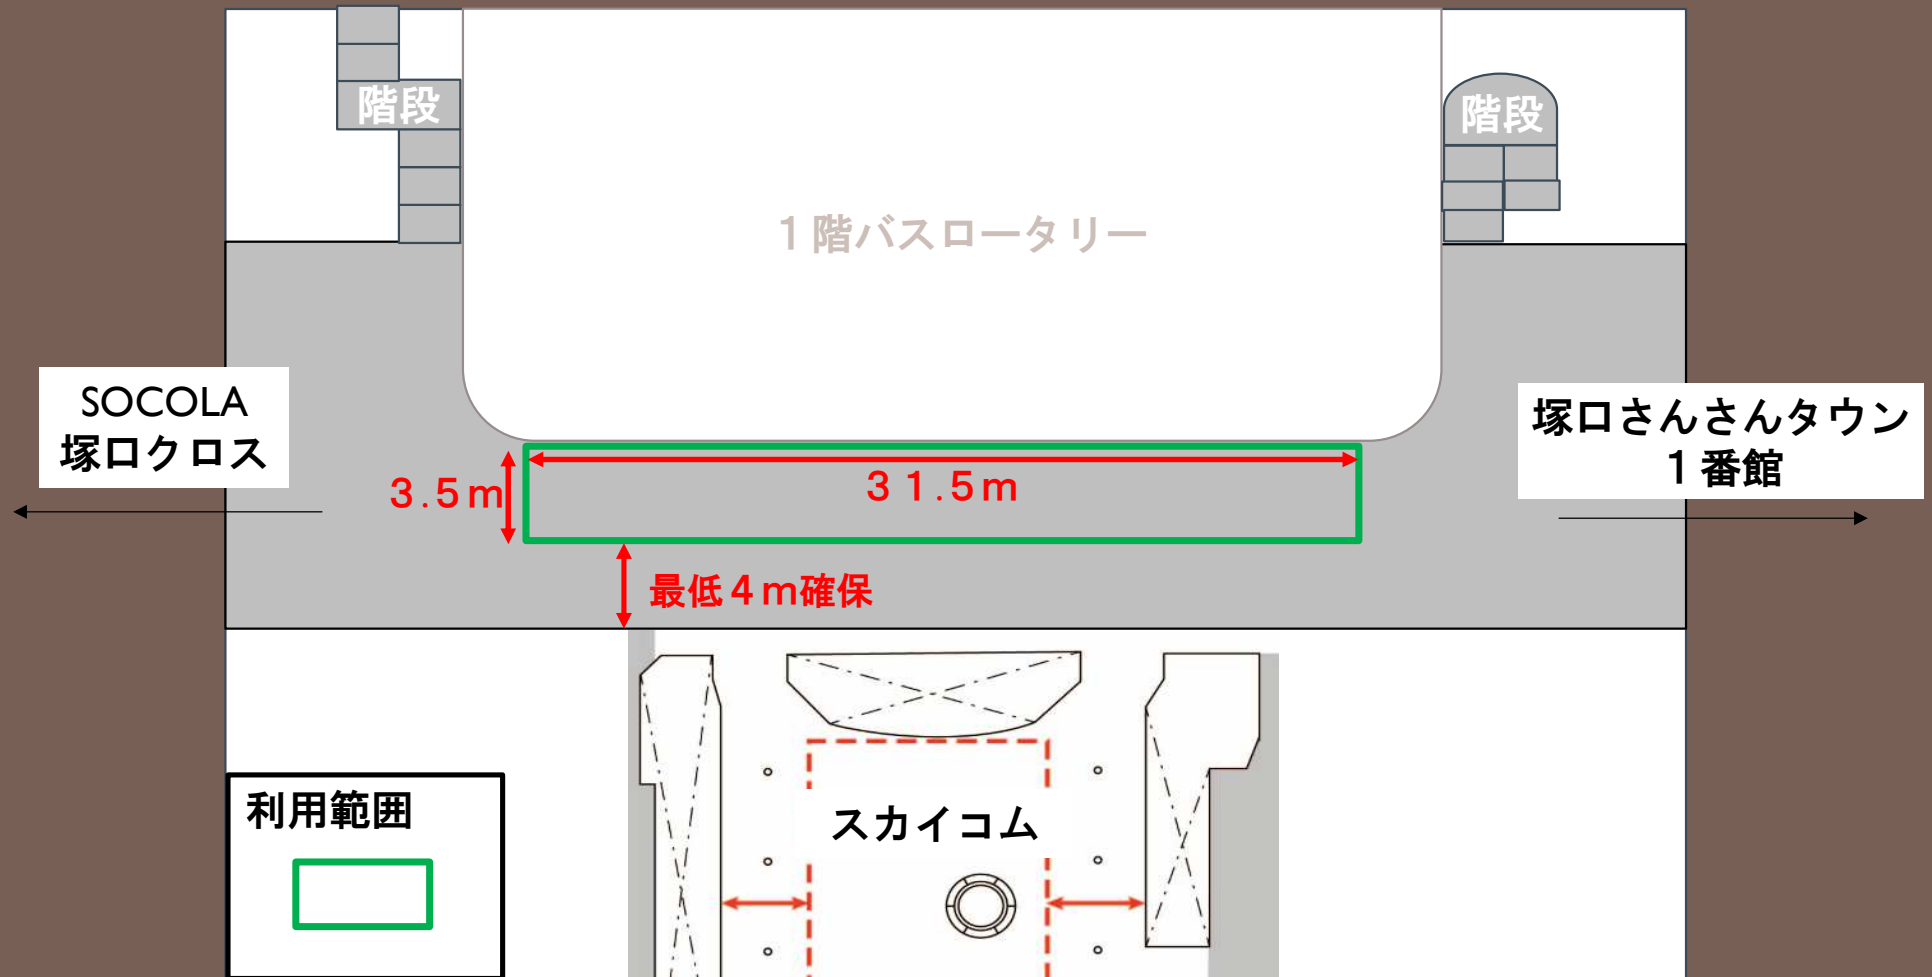 階段
階段
１階バスロータリー
SOCOLA
塚口クロス
塚口さんさんタウン
１番館
３１.５ｍ
３.５ｍ
最低４ｍ確保
利用範囲
スカイコム